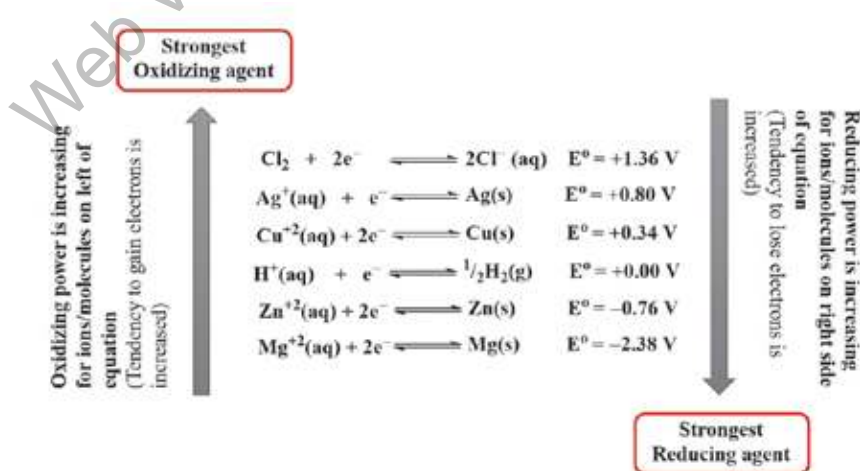 Web
Strongest
Oxidizing agent
Oxidizing power is increasing
for ions/molecules on left of
equation
(Tendency to gain electrons is
increased)
Cl₂ + 2e⁻ ⇌ 2Cl⁻ (aq) E° = +1.36 V
Ag⁺(aq) + e⁻ ⇌ Ag(s) E° = +0.80 V
Cu⁺²(aq) + 2e⁻ ⇌ Cu(s) E° = +0.34 V
H⁺(aq) + e⁻ ⇌ ¹/₂H₂(g) E° = +0.00 V
Zn⁺²(aq) + 2e⁻ ⇌ Zn(s) E° = –0.76 V
Mg⁺²(aq) + 2e⁻ ⇌ Mg(s) E° = –2.38 V
Reducing power is increasing
for ions/molecules on right side
of equation
(Tendency to lose electrons is
increased)
Strongest
Reducing agent